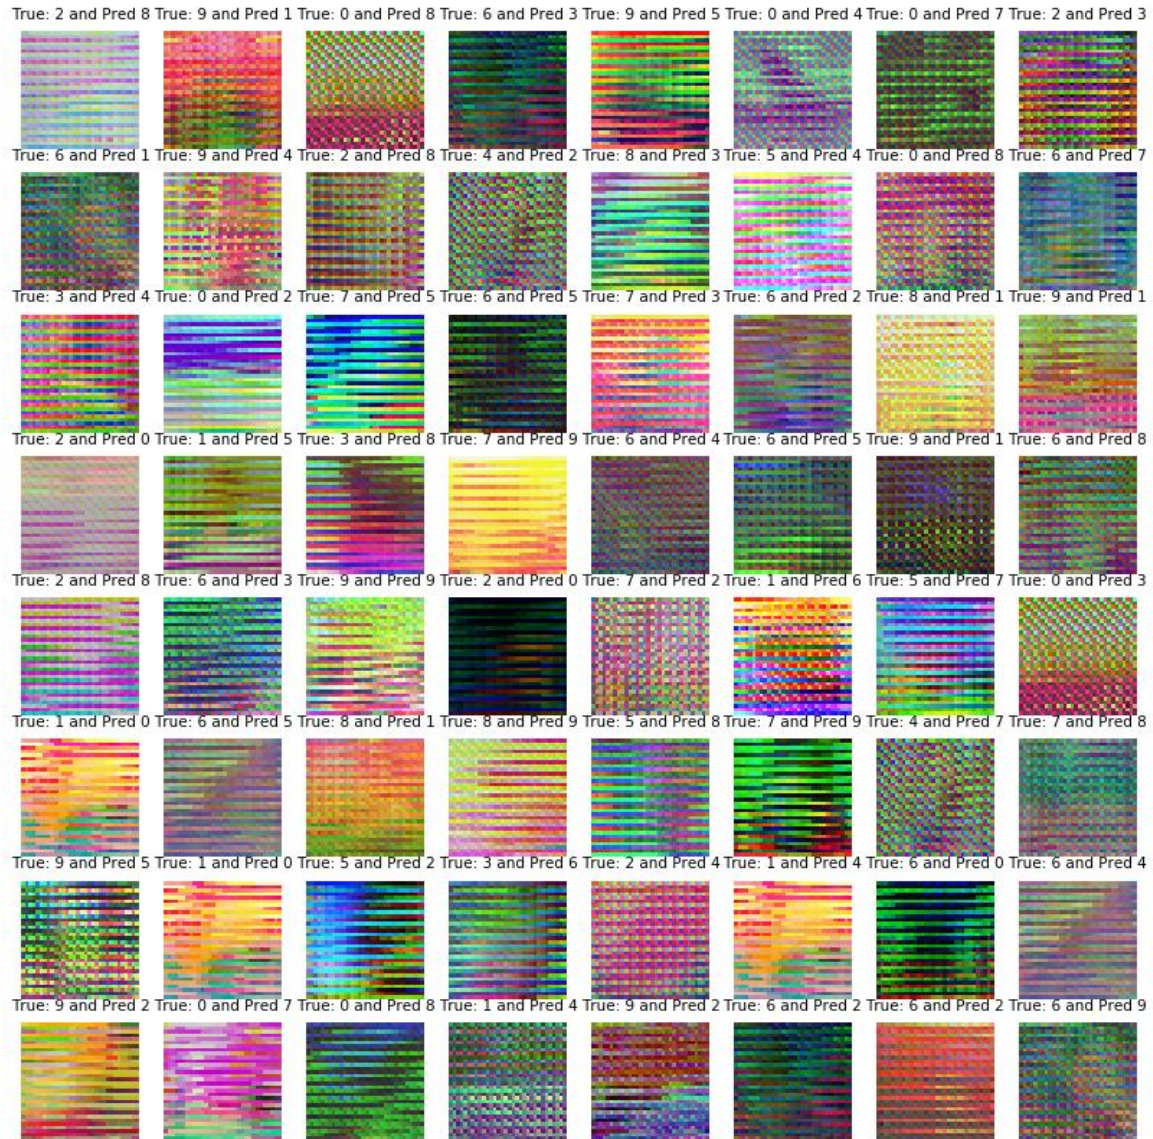 True: 2 and Pred 8 True: 9 and Pred 1 True: 0 and Pred 8 True: 6 and Pred 3 True: 9 and Pred 5 True: 0 and Pred 4 True: 0 and Pred 7 True: 2 and Pred 3
True: 6 and Pred 1 True: 9 and Pred 4 True: 2 and Pred 8 True: 4 and Pred 2 True: 8 and Pred 3 True: 5 and Pred 4 True: 0 and Pred 8 True: 6 and Pred 7
True: 3 and Pred 4 True: 0 and Pred 2 True: 7 and Pred 5 True: 6 and Pred 5 True: 7 and Pred 3 True: 6 and Pred 2 True: 8 and Pred 1 True: 9 and Pred 1
True: 2 and Pred 0 True: 1 and Pred 5 True: 3 and Pred 8 True: 7 and Pred 9 True: 6 and Pred 4 True: 6 and Pred 5 True: 9 and Pred 1 True: 6 and Pred 8
True: 2 and Pred 8 True: 6 and Pred 3 True: 9 and Pred 9 True: 2 and Pred 0 True: 7 and Pred 2 True: 1 and Pred 6 True: 5 and Pred 7 True: 0 and Pred 3
True: 1 and Pred 0 True: 6 and Pred 5 True: 8 and Pred 1 True: 8 and Pred 9 True: 5 and Pred 8 True: 7 and Pred 9 True: 4 and Pred 7 True: 7 and Pred 8
True: 9 and Pred 5 True: 1 and Pred 0 True: 5 and Pred 2 True: 3 and Pred 6 True: 2 and Pred 4 True: 1 and Pred 4 True: 6 and Pred 0 True: 6 and Pred 4
True: 9 and Pred 2 True: 0 and Pred 7 True: 0 and Pred 8 True: 1 and Pred 4 True: 9 and Pred 2 True: 6 and Pred 2 True: 6 and Pred 2 True: 6 and Pred 9